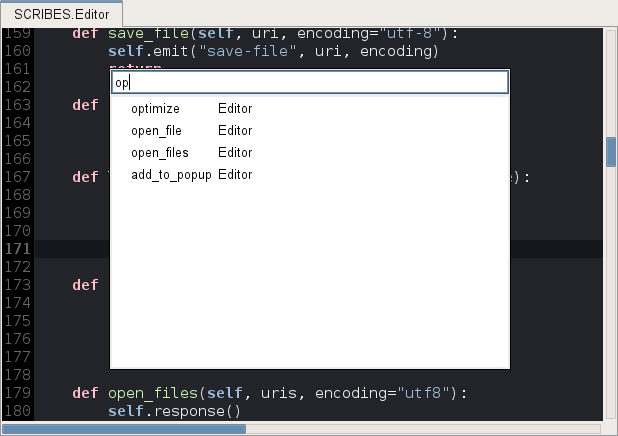 SCRIBES.Editor
159 def save_file(self, uri, encoding="utf-8"):
160 self.emit("save-file", uri, encoding)
161 return
162
163 def
164
165
166
167 def ):
168
169
170
171
172
173 def
174
175
176
177
178
179 def open_files(self, uris, encoding="utf8"):
180 self.response()
op
optimize Editor
open_file Editor
open_files Editor
add_to_popup Editor